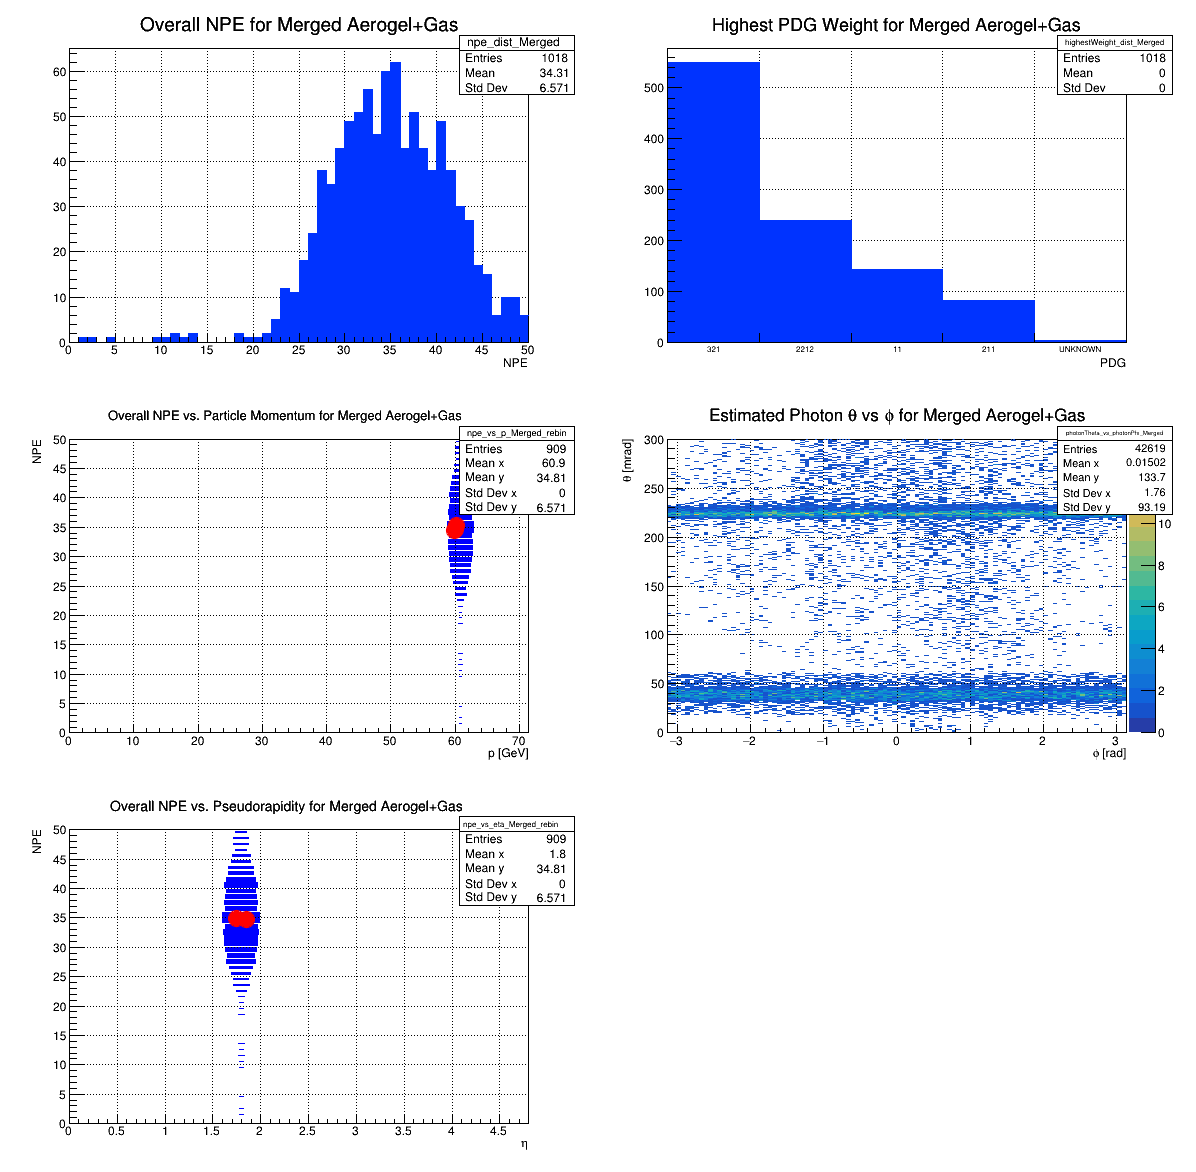 Overall NPE for Merged Aerogel+Gas
npe_dist_Merged
Entries 1018
Mean 34.31
Std Dev 6.571
60
50
40
30
20
10
0
0 5 10 15 20 25 30 35 40 45 50
NPE
Highest PDG Weight for Merged Aerogel+Gas
highestWeight_dist_Merged
Entries 1018
Mean 0
Std Dev 0
500
400
300
200
100
0
321 2212 11 211 UNKNOWN
PDG
Overall NPE vs. Particle Momentum for Merged Aerogel+Gas
npe_vs_p_Merged_rebin
Entries 909
Mean x 60.9
Mean y 34.81
Std Dev x 0
Std Dev y 6.571
NPE
50
45
40
35
30
25
20
15
10
5
0
0 10 20 30 40 50 60 70
p [GeV]
Estimated Photon θ vs ϕ for Merged Aerogel+Gas
photonTheta_vs_photonPhi_Merged
Entries 42619
Mean x 0.01502
Mean y 133.7
Std Dev x 1.76
Std Dev y 93.19
θ [mrad]
300
250
200
150
100
50
0
−3 −2 −1 0 1 2 3
ϕ [rad]
10
8
6
4
2
0
Overall NPE vs. Pseudorapidity for Merged Aerogel+Gas
npe_vs_eta_Merged_rebin
Entries 909
Mean x 1.8
Mean y 34.81
Std Dev x 0
Std Dev y 6.571
NPE
50
45
40
35
30
25
20
15
10
5
0
0 0.5 1 1.5 2 2.5 3 3.5 4 4.5
η